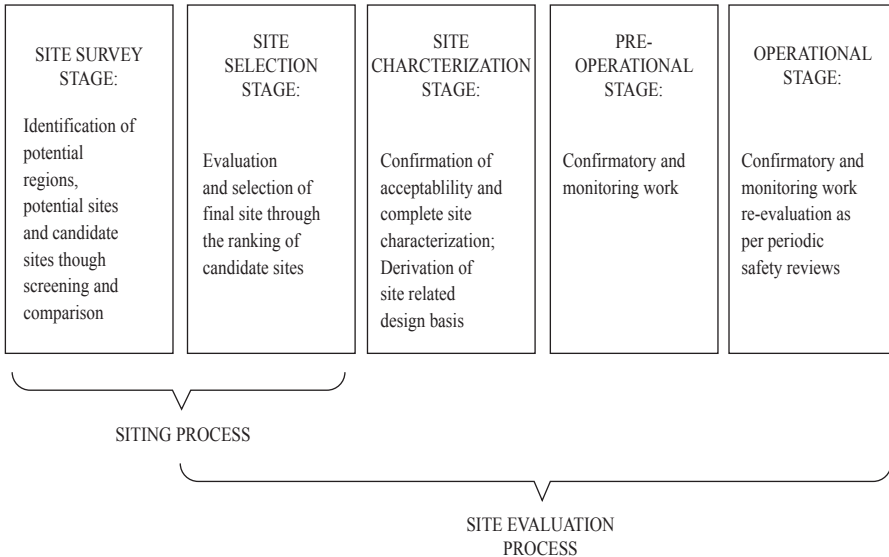 SITE SURVEY
STAGE:
Identification of
potential
regions,
potential sites
and candidate
sites though
screening and
comparison
SITE
SELECTION
STAGE:
Evaluation
and selection of
final site through
the ranking of
candidate sites
SITE
CHARCTERIZATION
STAGE:
Confirmation of
acceptablility and
complete site
characterization;
Derivation of
site related
design basis
PRE-
OPERATIONAL
STAGE:
Confirmatory and
monitoring work
OPERATIONAL
STAGE:
Confirmatory and
monitoring work
re-evaluation as
per periodic
safety reviews
SITING PROCESS
SITE EVALUATION
PROCESS